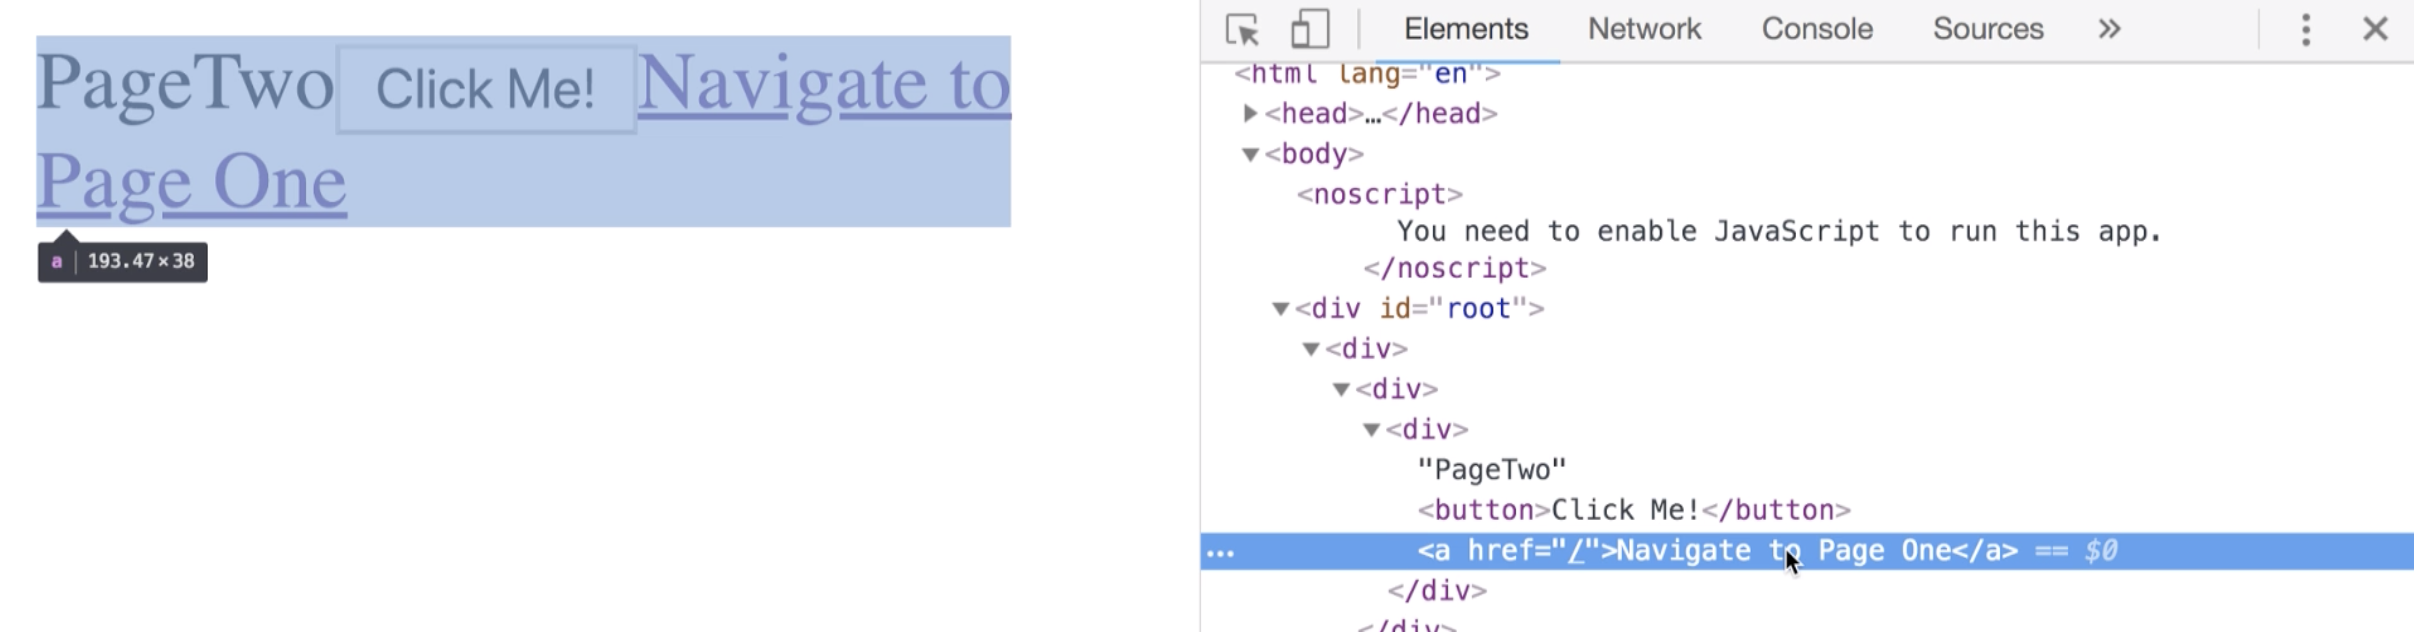 PageTwo Click Me! Navigate to
Page One
a 193.47×38
Elements Network Console Sources »
<html lang="en">
<head>…</head>
<body>
<noscript>
You need to enable JavaScript to run this app.
</noscript>
<div id="root">
<div>
<div>
<div>
"PageTwo"
<button>Click Me!</button>
… <a href="/">Navigate to Page One</a> == $0
</div>
</div>